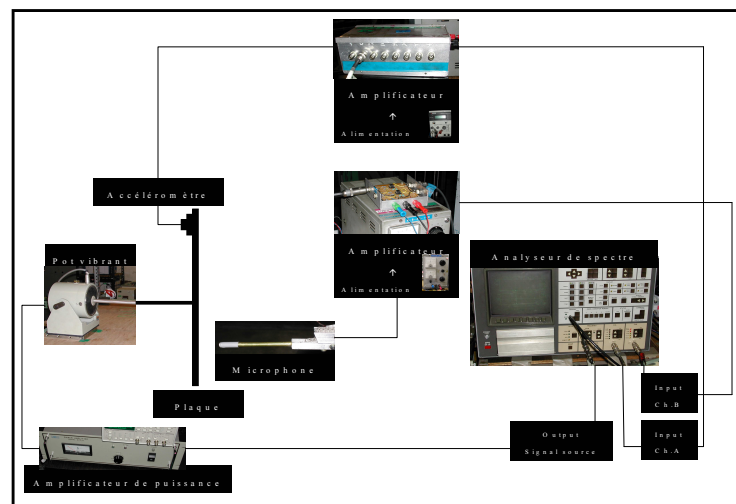 Amplificateur
↑
Alimentation
Accéléromètre
Pot vibrant
Amplificateur
↑
Alimentation
Analyseur de spectre
Microphone
Plaque
Input
Ch.B
Output
Signal source
Input
Ch.A
Amplificateur de puissance